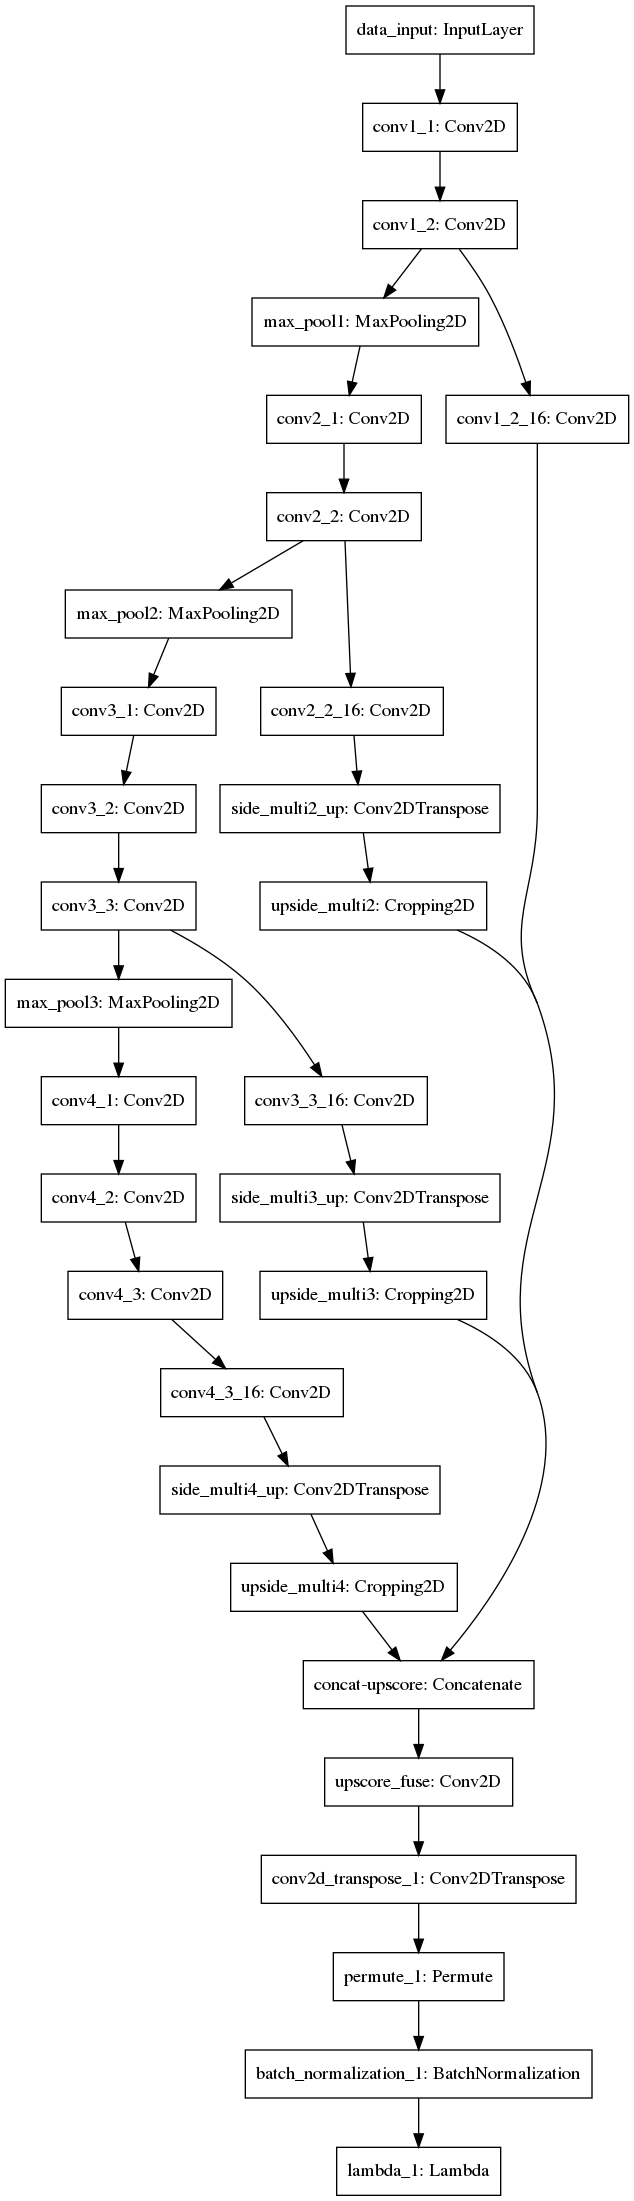 data_input: InputLayer
conv1_1: Conv2D
conv1_2: Conv2D
max_pool1: MaxPooling2D
conv2_1: Conv2D
conv1_2_16: Conv2D
conv2_2: Conv2D
max_pool2: MaxPooling2D
conv3_1: Conv2D
conv2_2_16: Conv2D
conv3_2: Conv2D
side_multi2_up: Conv2DTranspose
conv3_3: Conv2D
upside_multi2: Cropping2D
max_pool3: MaxPooling2D
conv4_1: Conv2D
conv3_3_16: Conv2D
conv4_2: Conv2D
side_multi3_up: Conv2DTranspose
conv4_3: Conv2D
upside_multi3: Cropping2D
conv4_3_16: Conv2D
side_multi4_up: Conv2DTranspose
upside_multi4: Cropping2D
concat-upscore: Concatenate
upscore_fuse: Conv2D
conv2d_transpose_1: Conv2DTranspose
permute_1: Permute
batch_normalization_1: BatchNormalization
lambda_1: Lambda